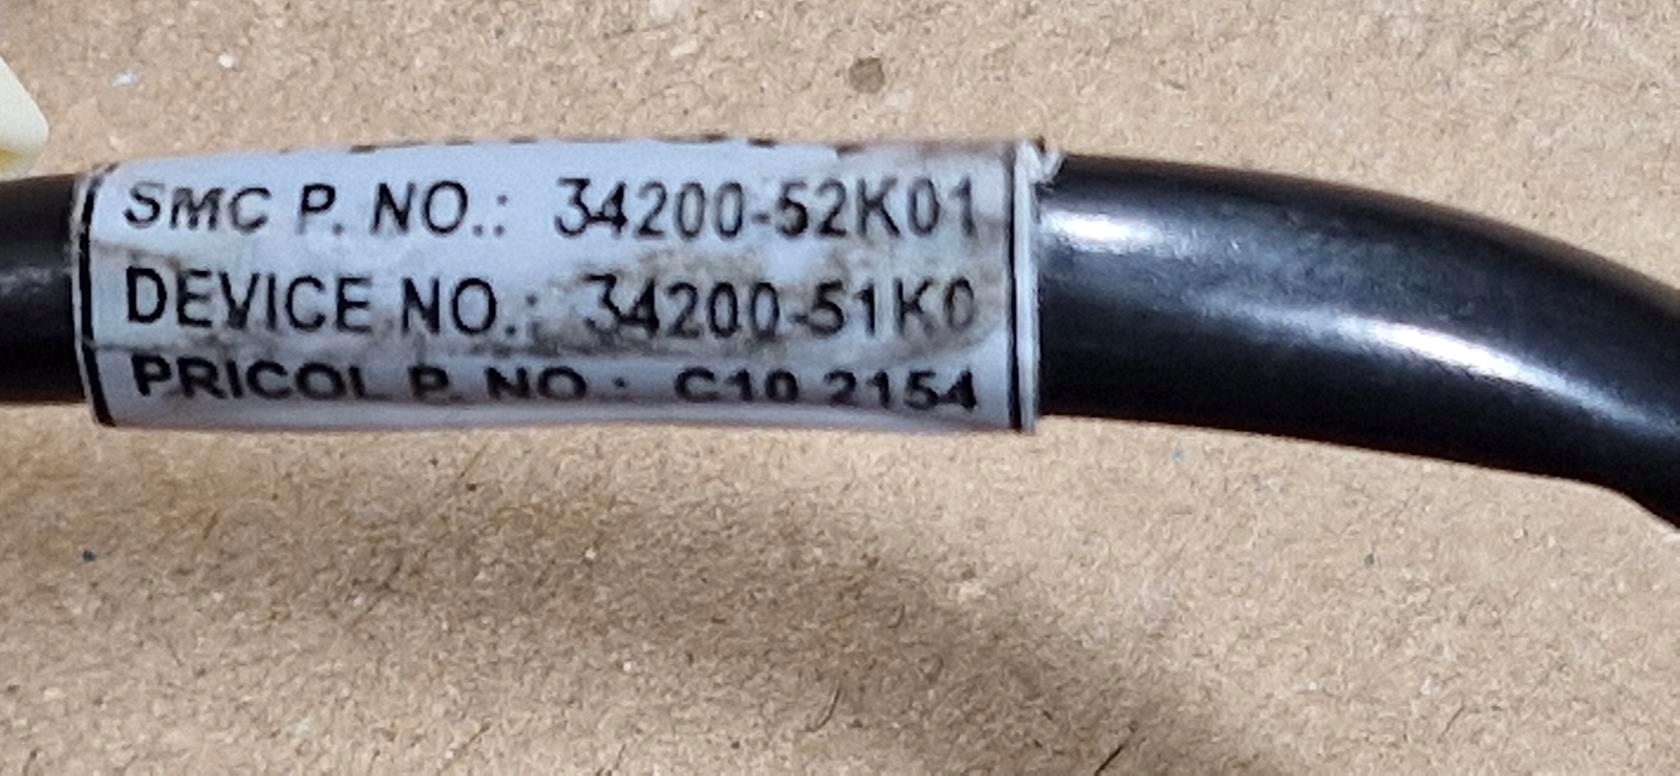 SMC P. NO.: 34200-52K01
DEVICE NO.: 34200-51K0
PRICOL P. NO.: C10 2154